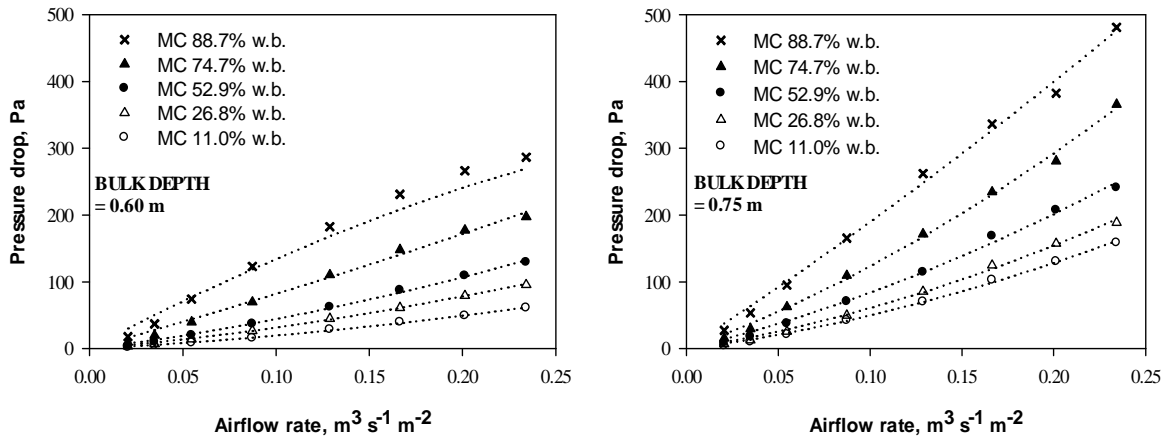 500
400
300
200
100
0
Pressure drop, Pa
MC 88.7% w.b.
MC 74.7% w.b.
MC 52.9% w.b.
MC 26.8% w.b.
MC 11.0% w.b.
BULK DEPTH
= 0.60 m
0.00 0.05 0.10 0.15 0.20 0.25
Airflow rate, m³ s⁻¹ m⁻²
500
400
300
200
100
0
Pressure drop, Pa
MC 88.7% w.b.
MC 74.7% w.b.
MC 52.9% w.b.
MC 26.8% w.b.
MC 11.0% w.b.
BULK DEPTH
= 0.75 m
0.00 0.05 0.10 0.15 0.20 0.25
Airflow rate, m³ s⁻¹ m⁻²